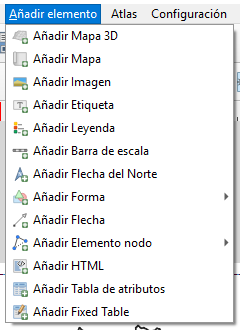 Añadir elemento Atlas Configuración
Añadir Mapa 3D
Añadir Mapa
Añadir Imagen
Añadir Etiqueta
Añadir Leyenda
Añadir Barra de escala
Añadir Flecha del Norte
Añadir Forma
Añadir Flecha
Añadir Elemento nodo
Añadir HTML
Añadir Tabla de atributos
Añadir Fixed Table